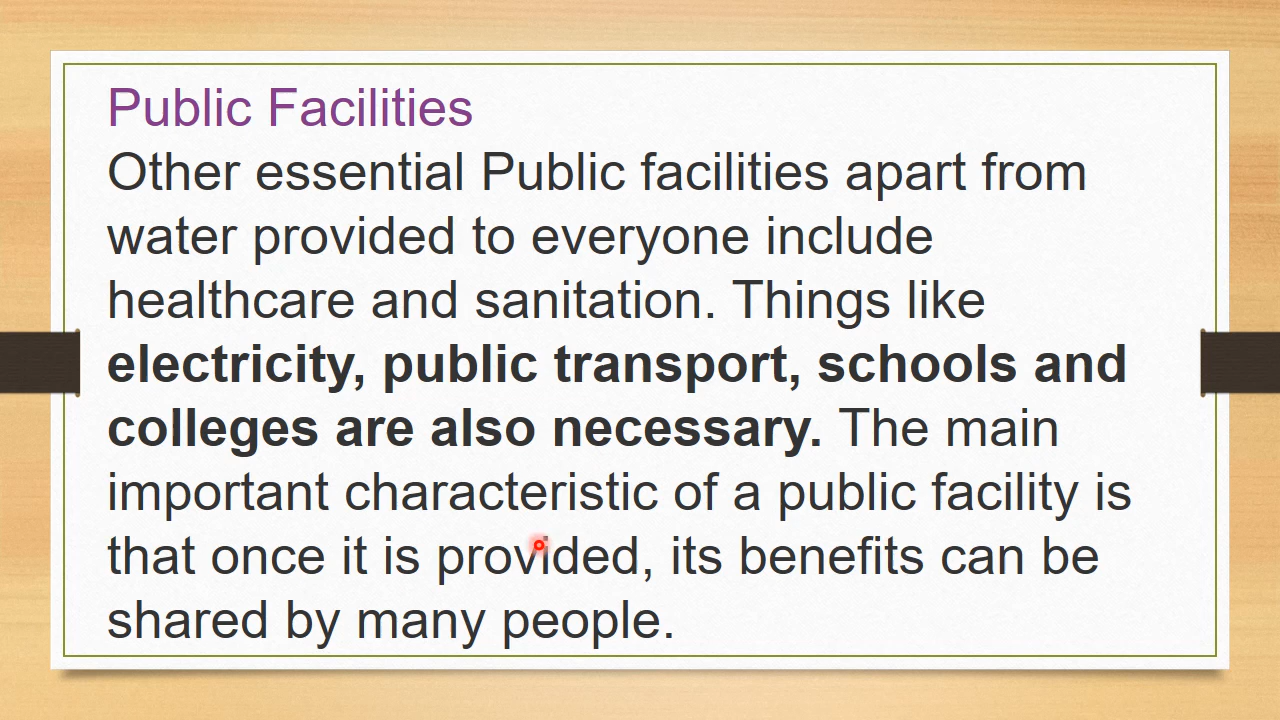 Public Facilities
Other essential Public facilities apart from
water provided to everyone include
healthcare and sanitation. Things like
electricity, public transport, schools and
colleges are also necessary. The main
important characteristic of a public facility is
that once it is provided, its benefits can be
shared by many people.